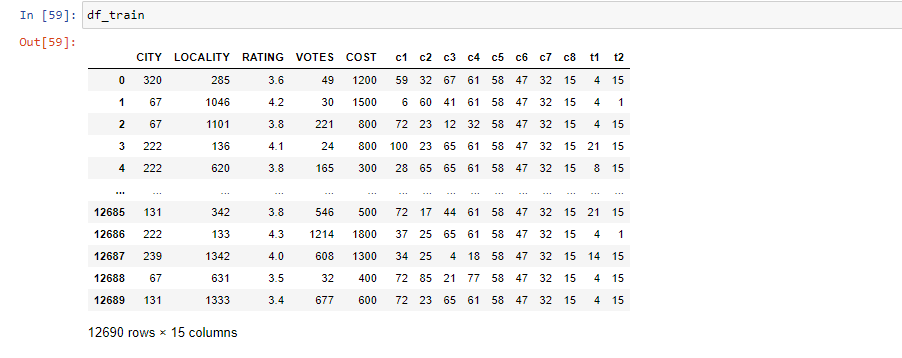 In [59]: df_train
Out[59]:
CITY LOCALITY RATING VOTES COST c1 c2 c3 c4 c5 c6 c7 c8 t1 t2
0 320 285 3.6 49 1200 59 32 67 61 58 47 32 15 4 15
1 67 1046 4.2 30 1500 6 60 41 61 58 47 32 15 4 1
2 67 1101 3.8 221 800 72 23 12 32 58 47 32 15 4 15
3 222 136 4.1 24 800 100 23 65 61 58 47 32 15 21 15
4 222 620 3.8 165 300 28 65 65 61 58 47 32 15 8 15
... ... ... ... ... ... ... ... ... ... ... ... ... ... ... ...
12685 131 342 3.8 546 500 72 17 44 61 58 47 32 15 21 15
12686 222 133 4.3 1214 1800 37 25 65 61 58 47 32 15 4 1
12687 239 1342 4.0 608 1300 34 25 4 18 58 47 32 15 14 15
12688 67 631 3.5 32 400 72 85 21 77 58 47 32 15 4 15
12689 131 1333 3.4 677 600 72 23 65 61 58 47 32 15 4 15
12690 rows × 15 columns